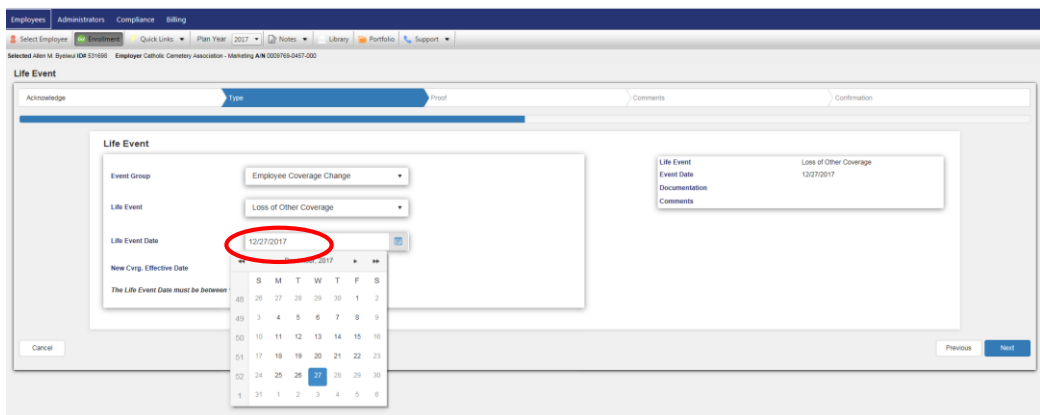 Employees Administrators Compliance Billing
Select Employee Enrollment Quick Links Plan Year 2017 Notes Library Portfolio Support
Selected Allen M. Byeiwui ID# 531698 Employer Catholic Cemetery Association - Marketing A/N 0009769-0457-000
Life Event
Acknowledge Type Proof Comments Confirmation
Life Event
Event Group Employee Coverage Change
Life Event Loss of Other Coverage
Life Event Date 12/27/2017
New Cvrg. Effective Date
The Life Event Date must be between
2017
S M T W T F S
48 26 27 28 29 30 1 2
49 3 4 5 6 7 8 9
50 10 11 12 13 14 15 16
51 17 18 19 20 21 22 23
52 24 25 26 27 28 29 30
1 31 1 2 3 4 5 6
Life Event Loss of Other Coverage
Event Date 12/27/2017
Documentation
Comments
Cancel Previous Next